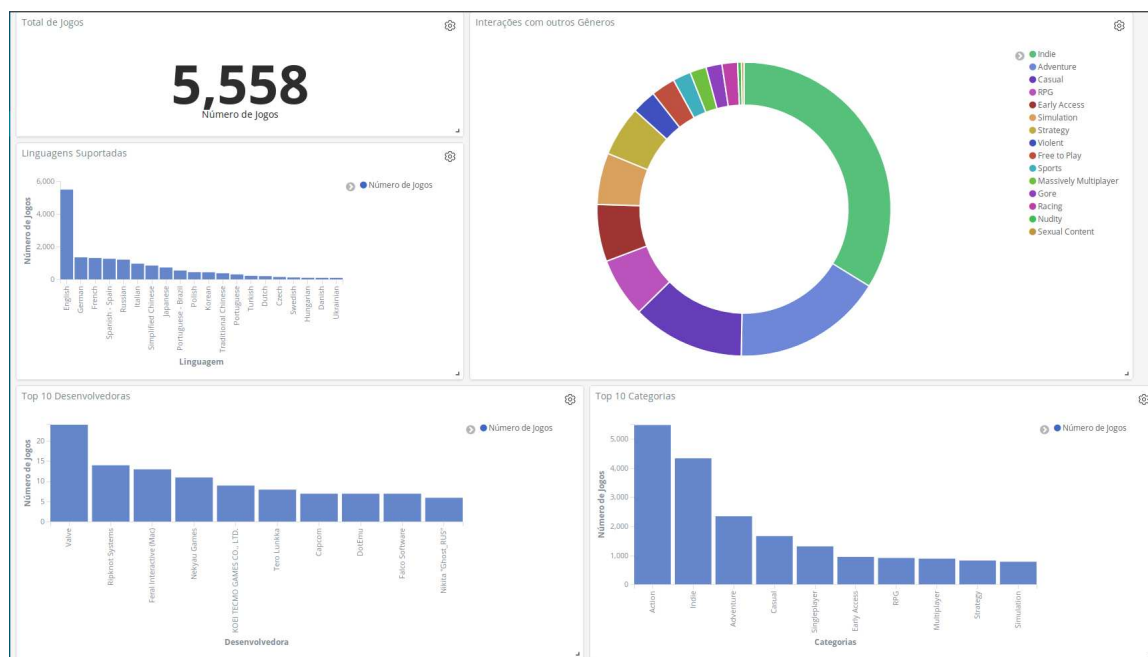 Total de Jogos
5,558
Número de Jogos
Linguagens Suportadas
Número de Jogos
6,000
4,000
2,000
0
Número de Jogos
English
German
French
Spanish - Spain
Russian
Italian
Simplified Chinese
Japanese
Portuguese - Brazil
Polish
Korean
Traditional Chinese
Portuguese
Turkish
Dutch
Czech
Swedish
Hungarian
Danish
Ukrainian
Linguagem
Interações com outros Gêneros
Indie
Adventure
Casual
RPG
Early Access
Simulation
Strategy
Violent
Free to Play
Sports
Massively Multiplayer
Gore
Racing
Nudity
Sexual Content
Top 10 Desenvolvedoras
Número de Jogos
20
15
10
5
0
Número de Jogos
Valve
Ripknot Systems
Feral Interactive (Mac)
Nekyau Games
KOEI TECMO GAMES CO., LTD.
Tero Lunkka
Capcom
DotEmu
Falco Software
Nikita "Ghost_RUS"
Desenvolvedora
Top 10 Categorias
Número de Jogos
5,000
4,000
3,000
2,000
1,000
0
Número de Jogos
Action
Indie
Adventure
Casual
Singleplayer
Early Access
RPG
Multiplayer
Strategy
Simulation
Categorias